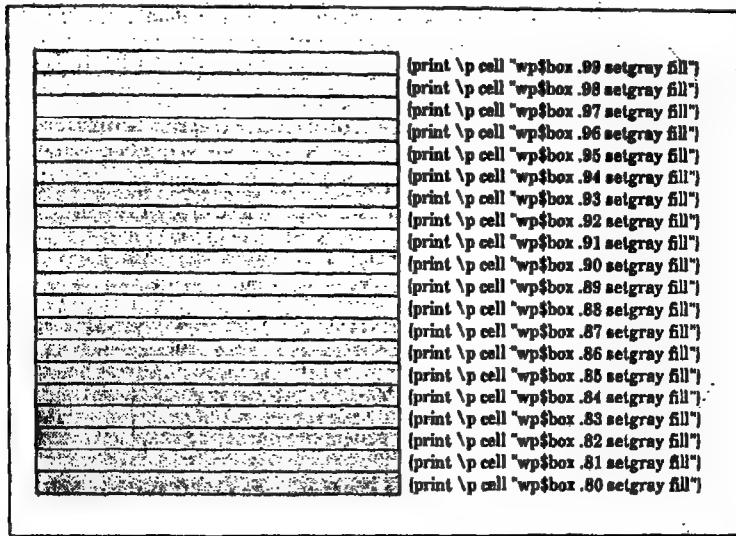 {print \p cell "wp$box .99 setgray fill"}
{print \p cell "wp$box .98 setgray fill"}
{print \p cell "wp$box .97 setgray fill"}
{print \p cell "wp$box .96 setgray fill"}
{print \p cell "wp$box .95 setgray fill"}
{print \p cell "wp$box .94 setgray fill"}
{print \p cell "wp$box .93 setgray fill"}
{print \p cell "wp$box .92 setgray fill"}
{print \p cell "wp$box .91 setgray fill"}
{print \p cell "wp$box .90 setgray fill"}
{print \p cell "wp$box .89 setgray fill"}
{print \p cell "wp$box .88 setgray fill"}
{print \p cell "wp$box .87 setgray fill"}
{print \p cell "wp$box .86 setgray fill"}
{print \p cell "wp$box .85 setgray fill"}
{print \p cell "wp$box .84 setgray fill"}
{print \p cell "wp$box .83 setgray fill"}
{print \p cell "wp$box .82 setgray fill"}
{print \p cell "wp$box .81 setgray fill"}
{print \p cell "wp$box .80 setgray fill"}